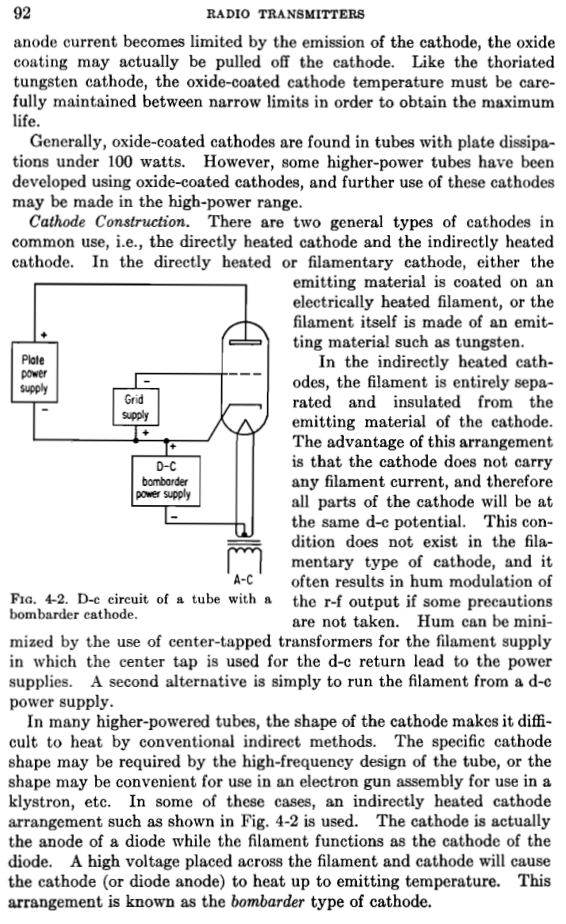 92 RADIO TRANSMITTERS
anode current becomes limited by the emission of the cathode, the oxide
coating may actually be pulled off the cathode. Like the thoriated
tungsten cathode, the oxide-coated cathode temperature must be care-
fully maintained between narrow limits in order to obtain the maximum
life.
Generally, oxide-coated cathodes are found in tubes with plate dissipa-
tions under 100 watts. However, some higher-power tubes have been
developed using oxide-coated cathodes, and further use of these cathodes
may be made in the high-power range.
Cathode Construction. There are two general types of cathodes in
common use, i.e., the directly heated cathode and the indirectly heated
cathode. In the directly heated or filamentary cathode, either the
emitting material is coated on an
electrically heated filament, or the
filament itself is made of an emit-
ting material such as tungsten.
In the indirectly heated cath-
odes, the filament is entirely sepa-
rated and insulated from the
emitting material of the cathode.
The advantage of this arrangement
is that the cathode does not carry
any filament current, and therefore
all parts of the cathode will be at
the same d-c potential. This con-
dition does not exist in the fila-
mentary type of cathode, and it
often results in hum modulation of
the r-f output if some precautions
are not taken. Hum can be mini-
+
Plate
power
supply
−
−
Grid
supply
+
+
D-C
bombarder
power supply
−
A-C
FIG. 4-2. D-c circuit of a tube with a
bombarder cathode.
mized by the use of center-tapped transformers for the filament supply
in which the center tap is used for the d-c return lead to the power
supplies. A second alternative is simply to run the filament from a d-c
power supply.
In many higher-powered tubes, the shape of the cathode makes it diffi-
cult to heat by conventional indirect methods. The specific cathode
shape may be required by the high-frequency design of the tube, or the
shape may be convenient for use in an electron gun assembly for use in a
klystron, etc. In some of these cases, an indirectly heated cathode
arrangement such as shown in Fig. 4-2 is used. The cathode is actually
the anode of a diode while the filament functions as the cathode of the
diode. A high voltage placed across the filament and cathode will cause
the cathode (or diode anode) to heat up to emitting temperature. This
arrangement is known as the bombarder type of cathode.